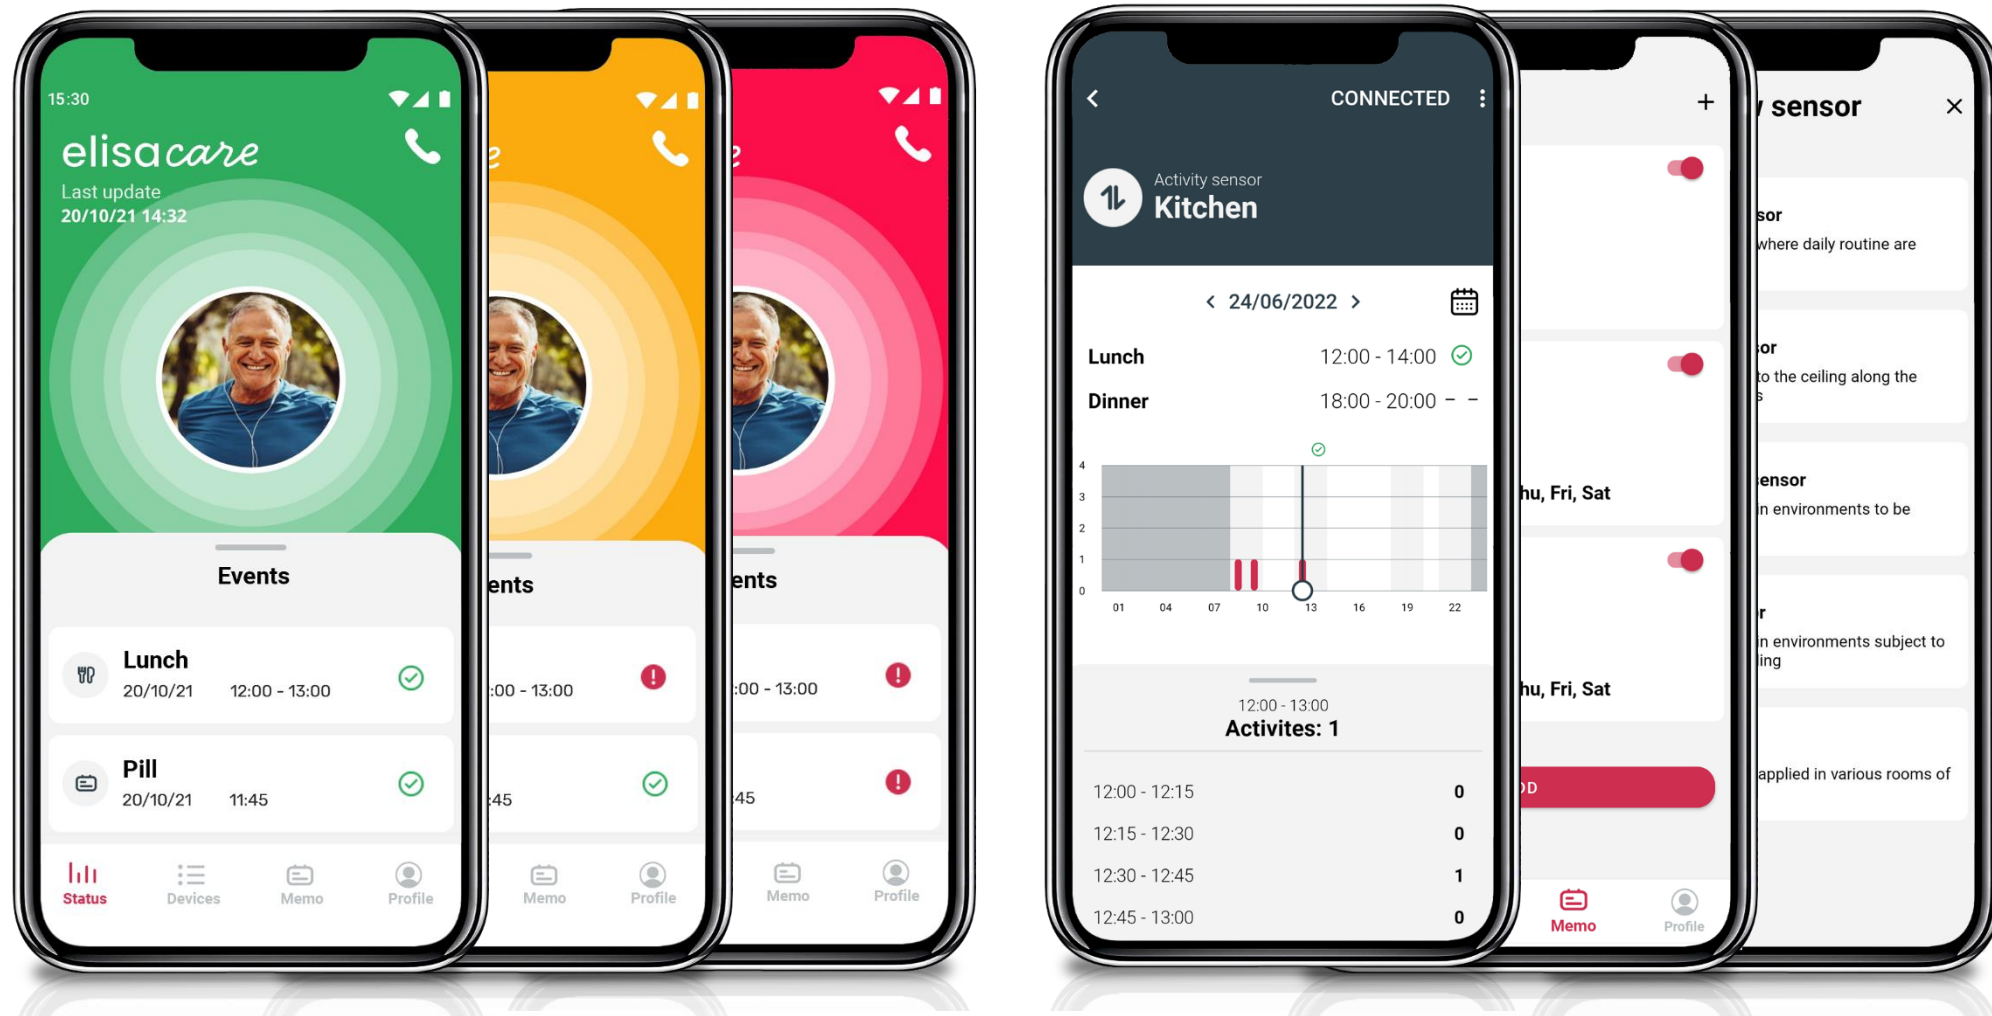 15:30
elisacare
Last update
20/10/21 14:32
Events
Lunch
20/10/21 12:00 - 13:00
Pill
20/10/21 11:45
Status Devices Memo Profile
e
ents
:00 - 13:00
:45
Memo Profile
e
ents
:00 - 13:00
45
Memo Profile
CONNECTED
Activity sensor
Kitchen
< 24/06/2022 >
Lunch 12:00 - 14:00
Dinner 18:00 - 20:00 – –
4
3
2
1
0
01 04 07 10 13 16 19 22
12:00 - 13:00
Activites: 1
12:00 - 12:15 0
12:15 - 12:30 0
12:30 - 12:45 1
12:45 - 13:00 0
+
hu, Fri, Sat
hu, Fri, Sat
DD
Memo Profile
sensor ×
sor
where daily routine are
or
to the ceiling along the
s
ensor
in environments to be
r
in environments subject to
ling
applied in various rooms of